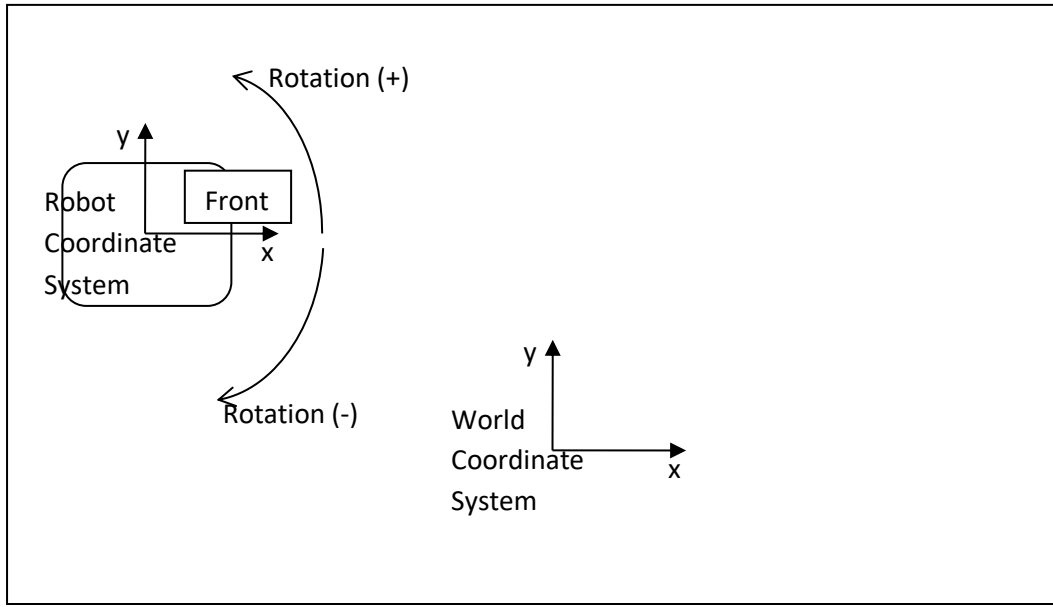 Rotation (+)
y
Robot
Coordinate
System
Front
x
Rotation (-)
y
World
Coordinate
System
x